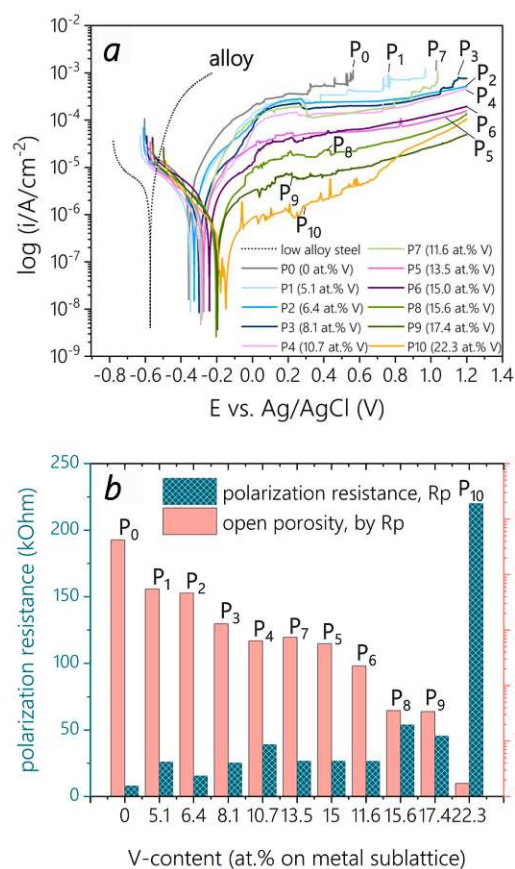 a
alloy
P0
P1
P7
P3
P2
P4
P6
P5
P8
P9
P10
low alloy steel
P0 (0 at.% V)
P1 (5.1 at.% V)
P2 (6.4 at.% V)
P3 (8.1 at.% V)
P4 (10.7 at.% V)
P7 (11.6 at.% V)
P5 (13.5 at.% V)
P6 (15.0 at.% V)
P8 (15.6 at.% V)
P9 (17.4 at.% V)
P10 (22.3 at.% V)
log (i/A/cm-2)
10-1
10-2
10-3
10-4
10-5
10-6
10-7
10-8
10-9
-0.8 -0.6 -0.4 -0.2 0.0 0.2 0.4 0.6 0.8 1.0 1.2
E vs. Ag/AgCl (V)
b
polarization resistance, Rp
open porosity, by Rp
P0
P1
P2
P3
P4
P7
P5
P6
P8
P9
P10
polarization resistance (kOhm)
250
200
150
100
50
0
0 5.1 6.4 8.1 10.7 13.5 15 11.6 15.6 17.4 22.3
V-content (at.% on metal sublattice)